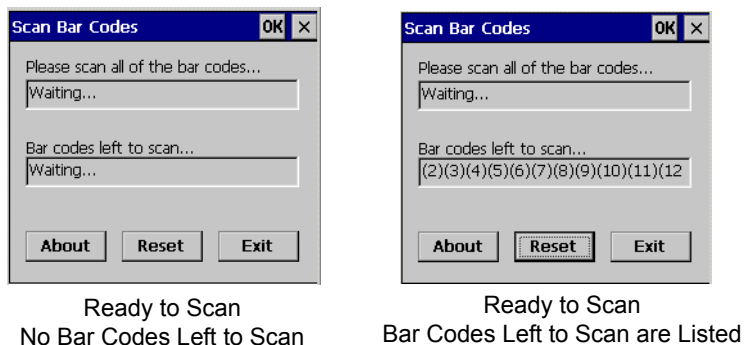 Scan Bar Codes OK ×
Please scan all of the bar codes...
Waiting...
Bar codes left to scan...
Waiting...
About Reset Exit
Ready to Scan
No Bar Codes Left to Scan
Scan Bar Codes OK ×
Please scan all of the bar codes...
Waiting...
Bar codes left to scan...
(2)(3)(4)(5)(6)(7)(8)(9)(10)(11)(12
About Reset Exit
Ready to Scan
Bar Codes Left to Scan are Listed